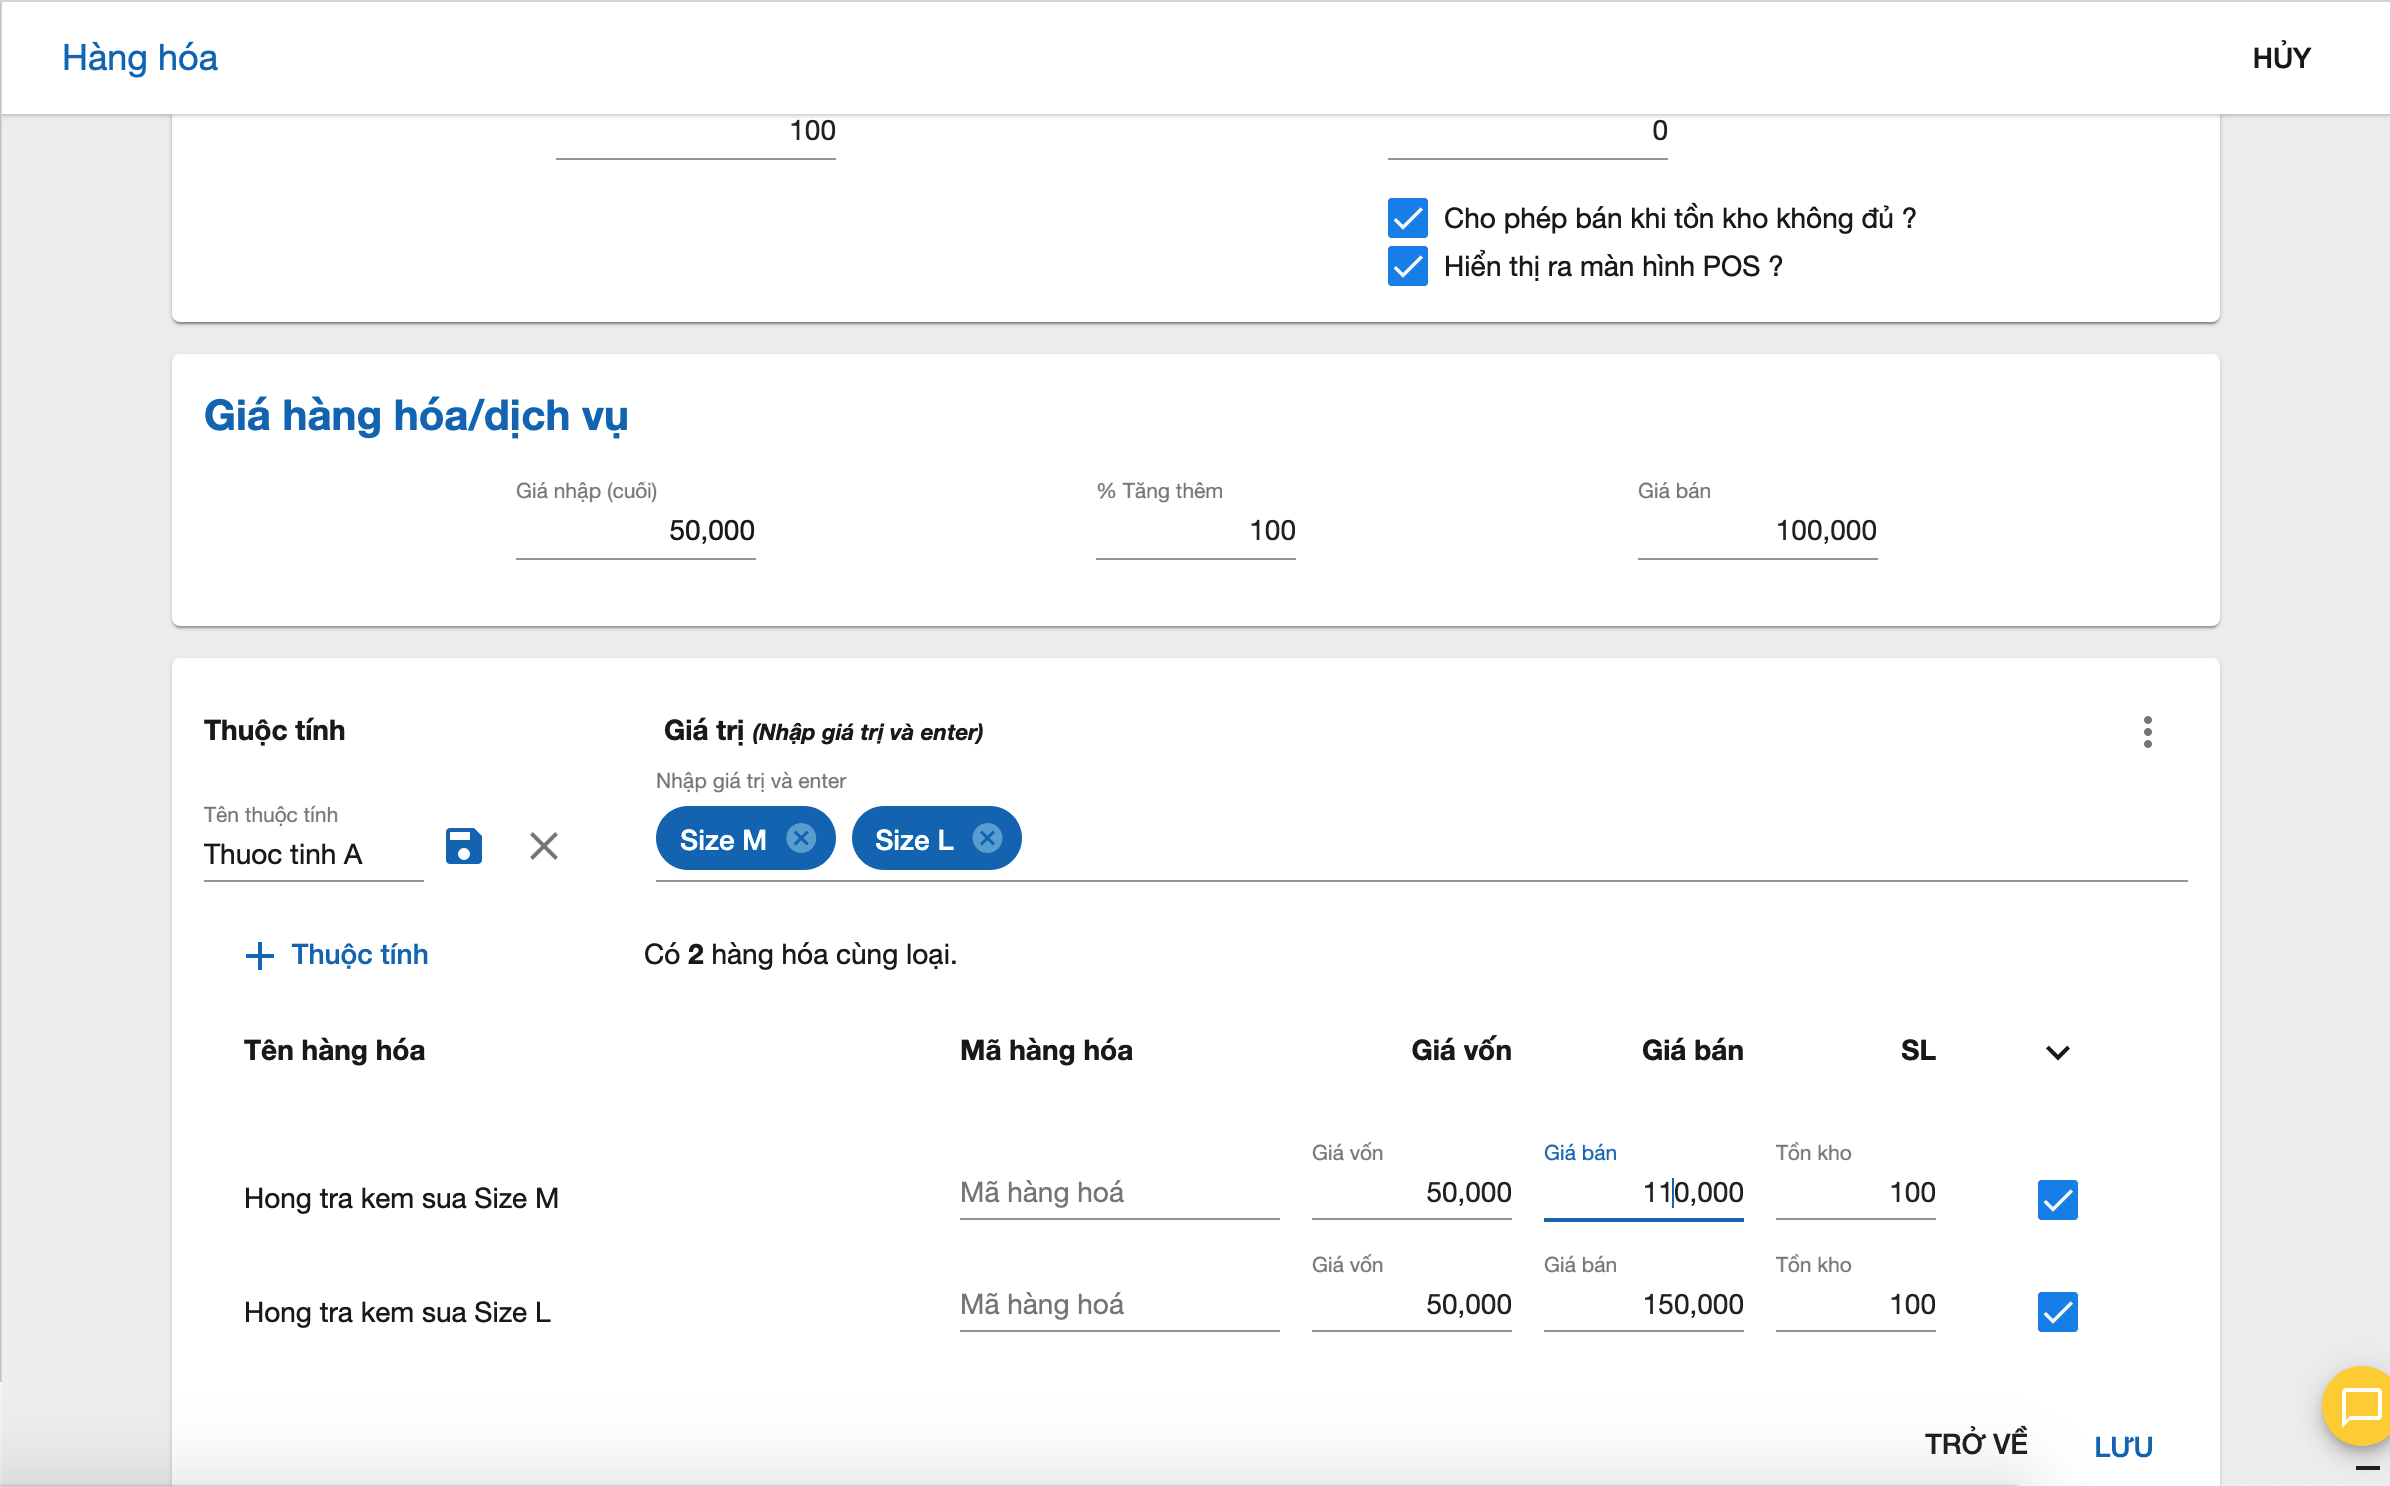 Hàng hóa
HỦY
100
0
Cho phép bán khi tồn kho không đủ ?
Hiển thị ra màn hình POS ?
Giá hàng hóa/dịch vụ
Giá nhập (cuối)
% Tăng thêm
Giá bán
50,000
100
100,000
Thuộc tính
Giá trị (Nhập giá trị và enter)
Nhập giá trị và enter
Tên thuộc tính
Thuoc tinh A
Size M
Size L
Thuộc tính
Có 2 hàng hóa cùng loại.
Tên hàng hóa
Mã hàng hóa
Giá vốn
Giá bán
SL
Giá vốn
Giá bán
Tồn kho
Hong tra kem sua Size M
Mã hàng hoá
50,000
110,000
100
Giá vốn
Giá bán
Tồn kho
Hong tra kem sua Size L
Mã hàng hoá
50,000
150,000
100
TRỞ VỀ
LƯU